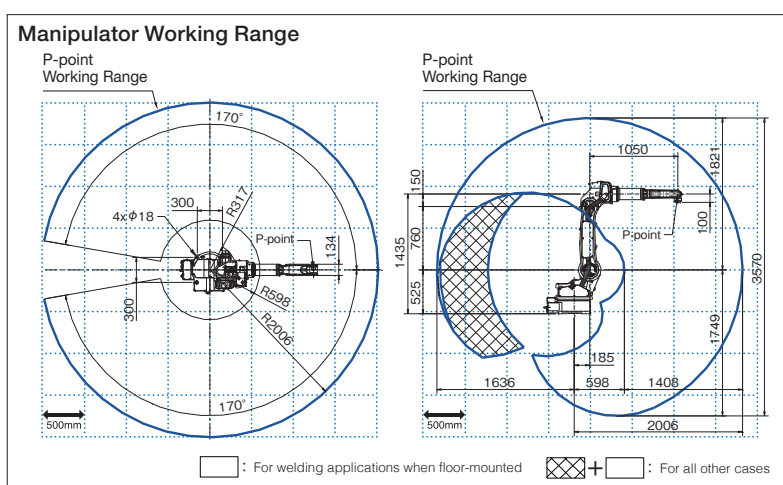 Manipulator Working Range
P-point
Working Range
170°
300
4xφ18
R317
P-point
134
300
R598
R2006
170°
500mm
P-point
Working Range
1050
1821
150
100
P-point
760
1435
525
3570
1749
185
1636
598
1408
2006
500mm
: For welding applications when floor-mounted
+ : For all other cases